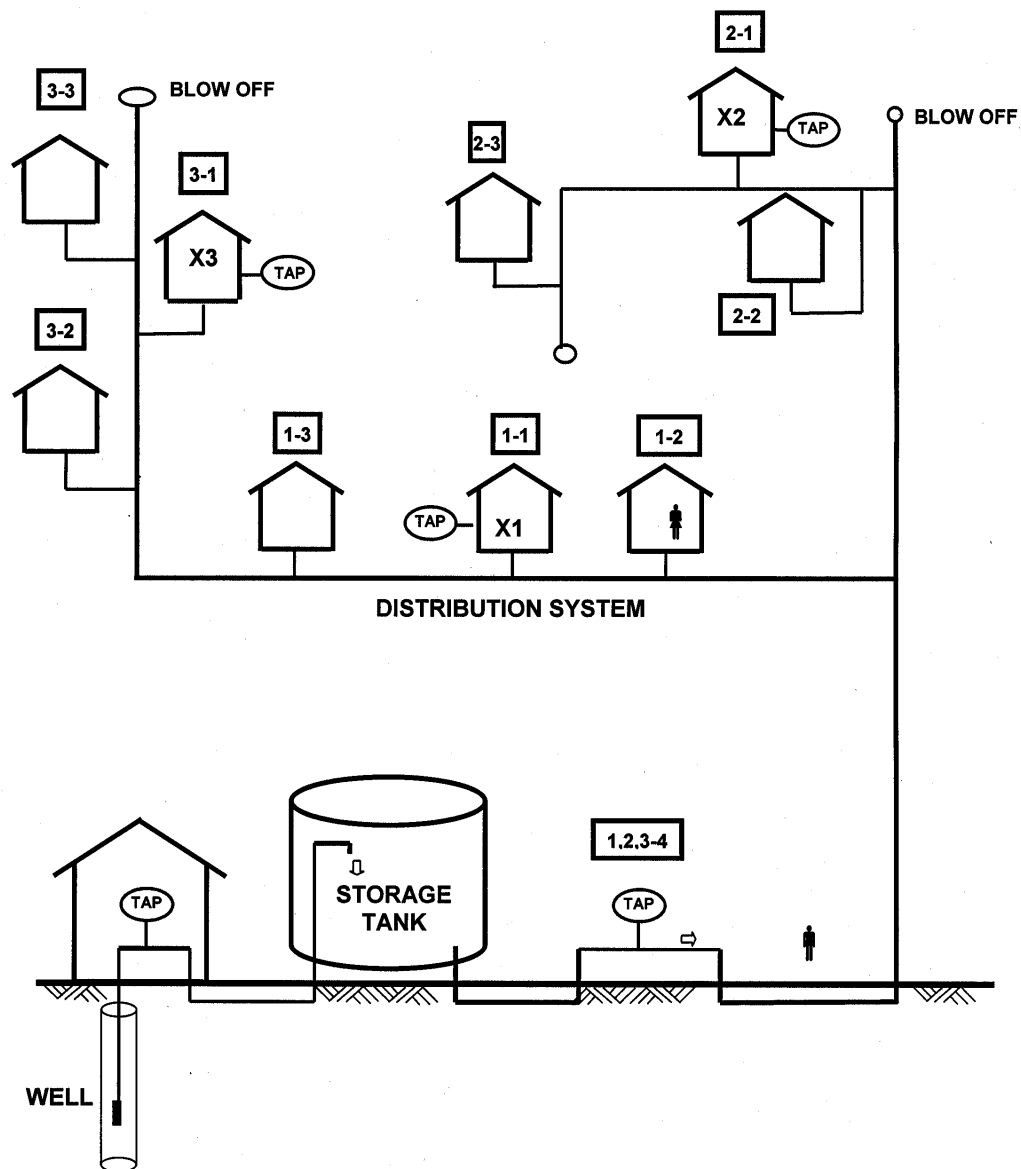 2-1
3-3
BLOW OFF
X2
TAP
BLOW OFF
2-3
3-1
X3
TAP
3-2
2-2
1-3
1-1
1-2
TAP
X1
DISTRIBUTION SYSTEM
1,2,3-4
STORAGE
TANK
TAP
TAP
WELL